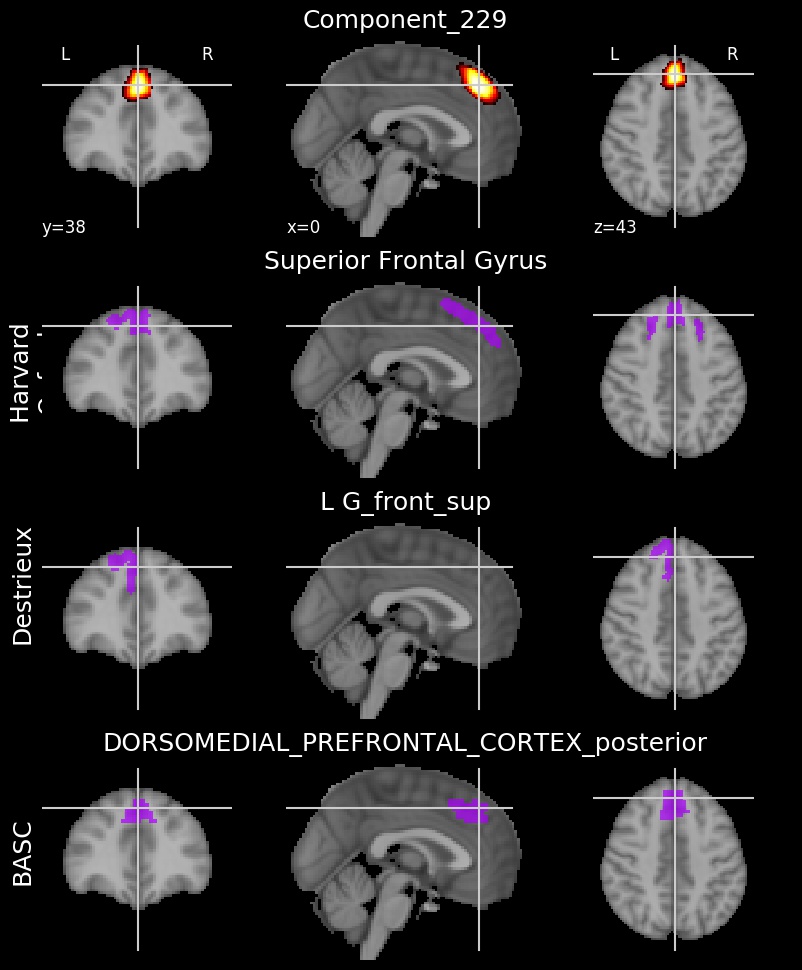 Component_229
L R L R
y=38 x=0 z=43
Superior Frontal Gyrus
Harvard
L G_front_sup
Destrieux
DORSOMEDIAL_PREFRONTAL_CORTEX_posterior
BASC